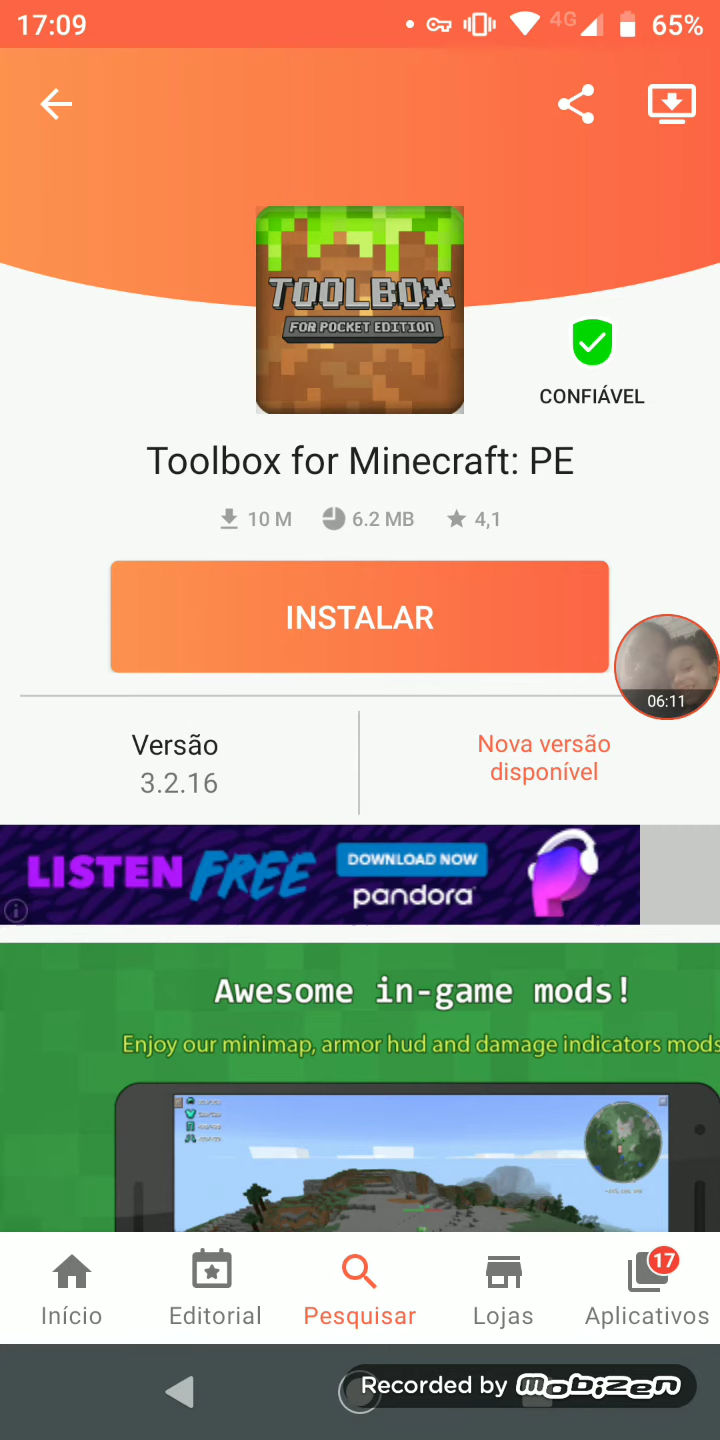 17:09
4G
65%
TOOLBOX
FOR POCKET EDITION
CONFIÁVEL
Toolbox for Minecraft: PE
10 M
6.2 MB
4,1
INSTALAR
06:11
Versão
3.2.16
Nova versão
disponível
LISTEN FREE
DOWNLOAD NOW
pandora
Awesome in-game mods!
Enjoy our minimap, armor hud and damage indicators mods
17
Início
Editorial
Pesquisar
Lojas
Aplicativos
Recorded by mobizen